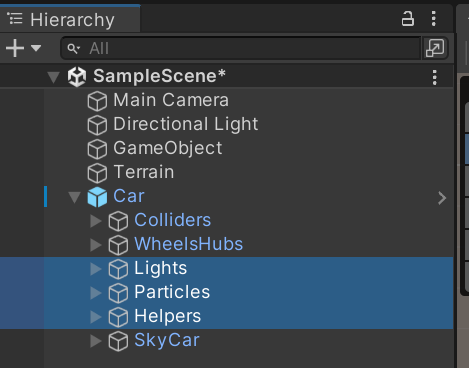 Hierarchy
All
SampleScene*
Main Camera
Directional Light
GameObject
Terrain
Car
Colliders
WheelsHubs
Lights
Particles
Helpers
SkyCar